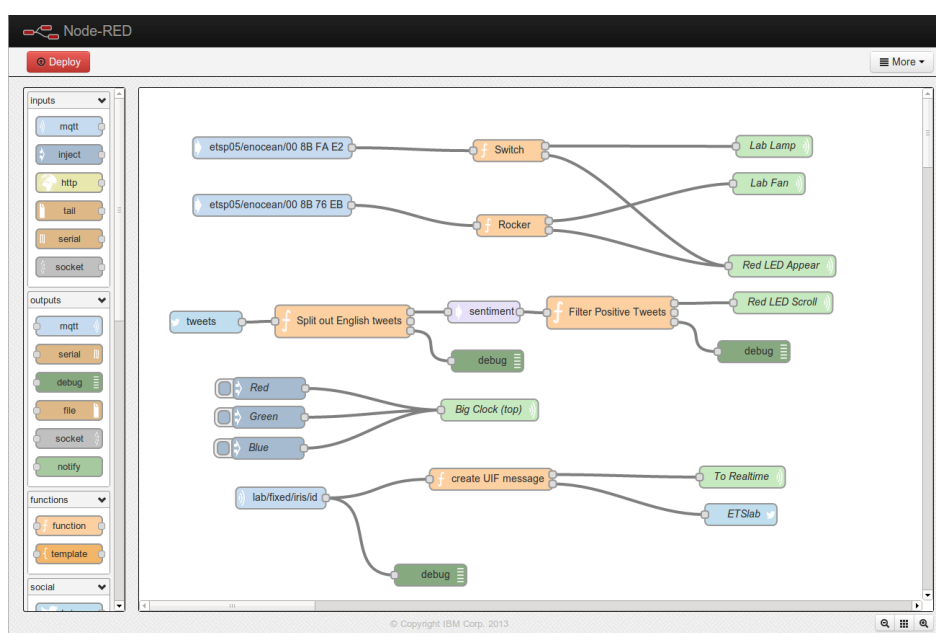 Node-RED
Deploy
More
inputs
mqtt
inject
http
tail
serial
socket
outputs
mqtt
serial
debug
file
socket
notify
functions
function
template
social
etsp05/enocean/00 8B FA E2
Switch
Lab Lamp
Lab Fan
etsp05/enocean/00 8B 76 EB
Rocker
Red LED Appear
tweets
Split out English tweets
sentiment
Filter Positive Tweets
Red LED Scroll
debug
debug
Red
Green
Blue
Big Clock (top)
lab/fixed/iris/id
create UIF message
To Realtime
ETSlab
debug
© Copyright IBM Corp. 2013